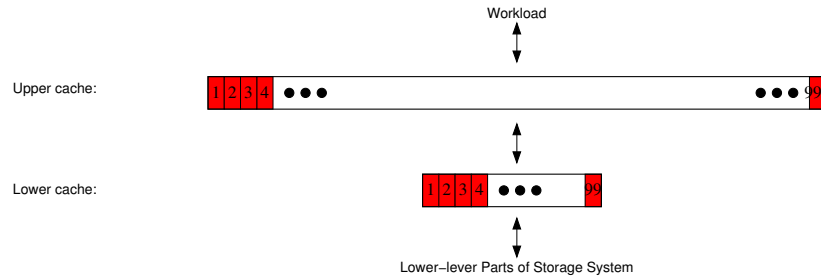 Workload
Upper cache:
1 2 3 4 99
Lower cache:
1 2 3 4 99
Lower−lever Parts of Storage System